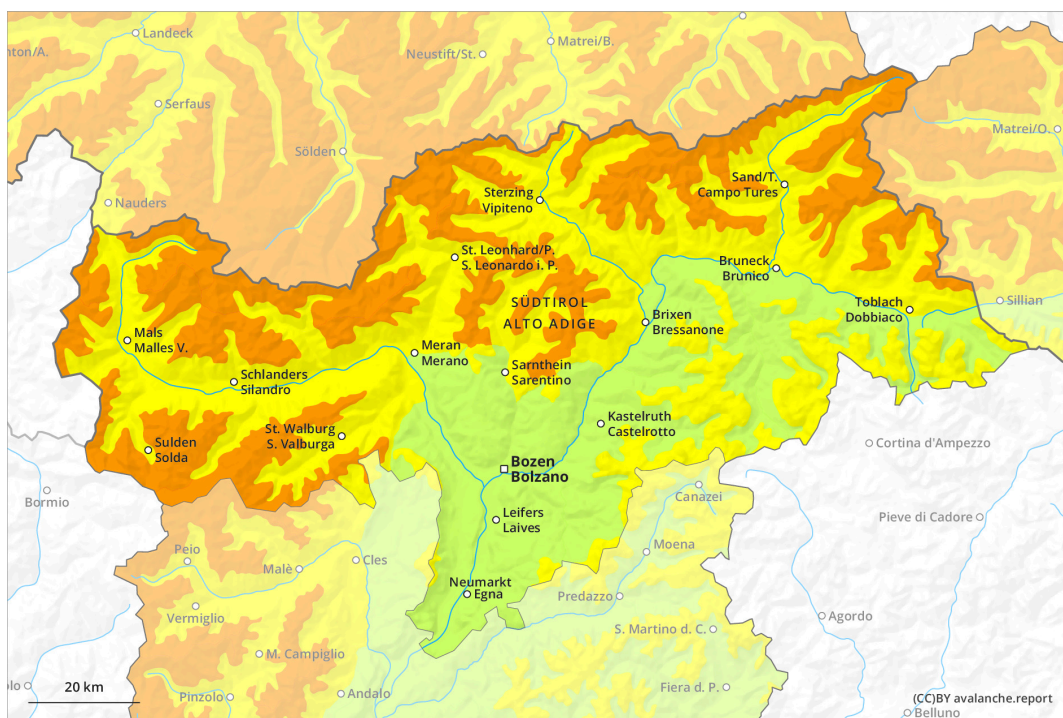 Landeck
Matrei/B.
Neustift/St.
nton/A.
Serfaus
Matrei/O.
Sölden
Sand/T.
Campo Tures
Sterzing
Vipiteno
Nauders
St. Leonhard/P.
S. Leonardo i. P.
Bruneck
Brunico
SÜDTIROL
ALTO ADIGE
Sillian
Toblach
Dobbiaco
Brixen
Bressanone
Mals
Malles V.
Meran
Merano
Sarnthein
Sarentino
Schlanders
Silandro
Kastelruth
Castelrotto
St. Walburg
S. Valburga
Sulden
Solda
Cortina d'Ampezzo
Bozen
Bolzano
Bormio
Canazei
Leifers
Laives
Pieve di Cadore
Peio
Moena
Malè
Cles
Neumarkt
Egna
Predazzo
Vermiglio
Agordo
S. Martino d. C.
M. Campiglio
20 km
olo
Pinzolo
Andalo
Fiera d. P.
(CC)BY avalanche.report
Belluno